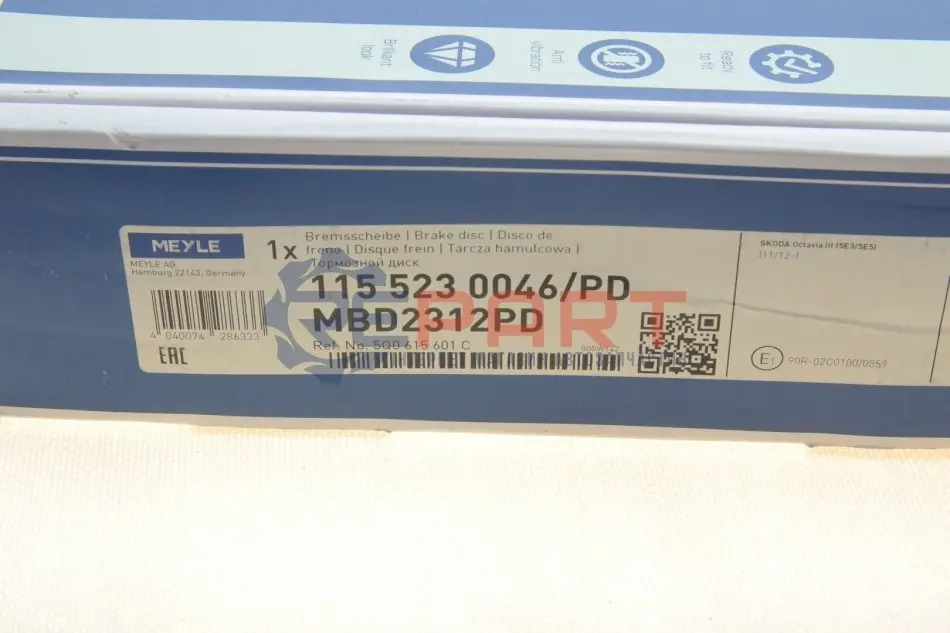 Brilliant
look
Anti
vibration
Ready
to fit
MEYLE
MEYLE AG
Hamburg 22143, Germany
4 040074 286333
EAC
1x
Bremsscheibe | Brake disc | Disco de
freno | Disque frein | Tarcza hamulcowa |
Тормозной диск
115 523 0046/PD
MBD2312PD
Ref. No. 5Q0 615 601 C
PART
SKODA Octavia III (5E3/5E5)
(11/12-)
E1
90R-02C0100/0859